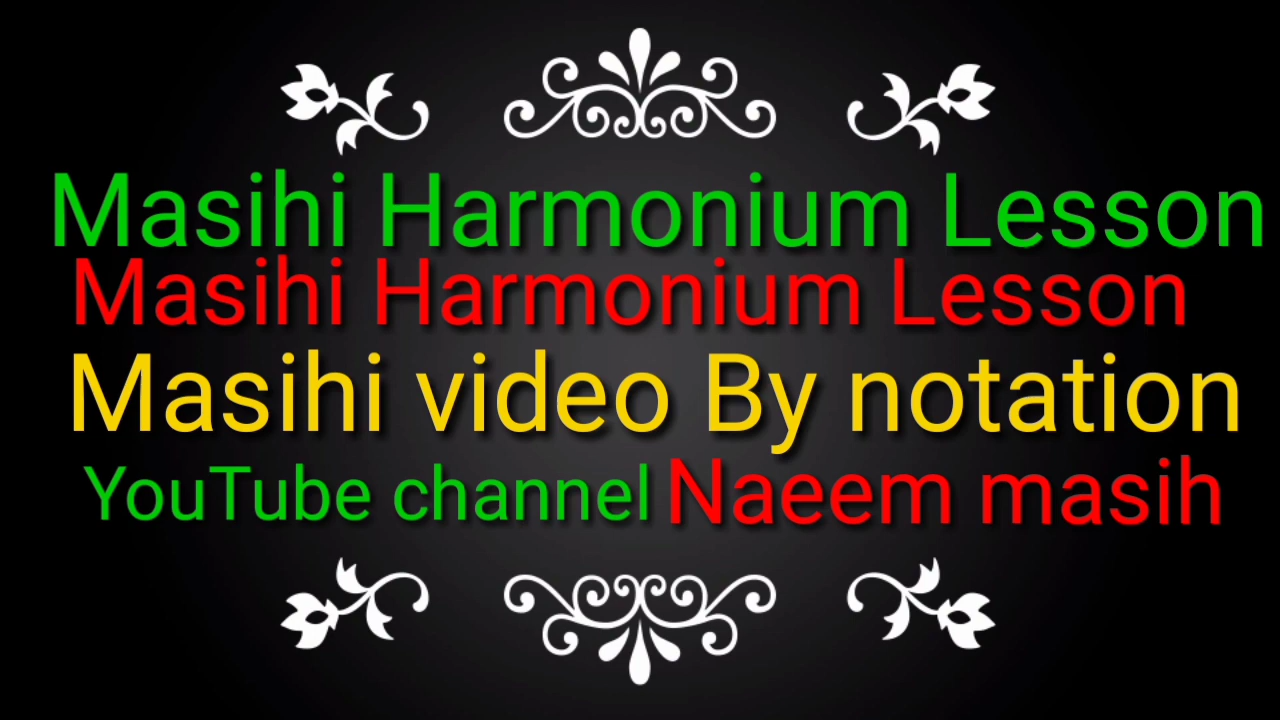 Masihi Harmonium Lesson
Masihi Harmonium Lesson
Masihi video By notation
YouTube channel Naeem masih